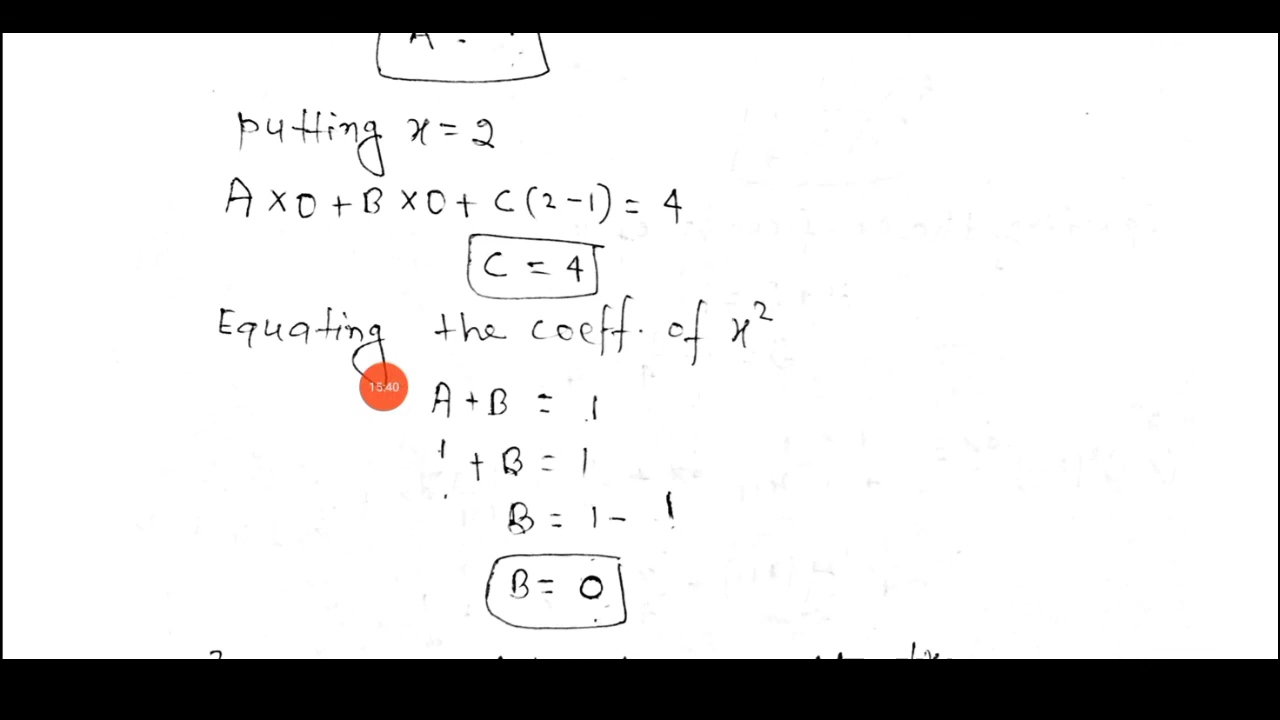 putting x = 2
A × 0 + B × 0 + C (2 - 1) = 4
C = 4
Equating the coeff. of x²
15:40
A + B = 1
1 + B = 1
B = 1 - 1
B = 0